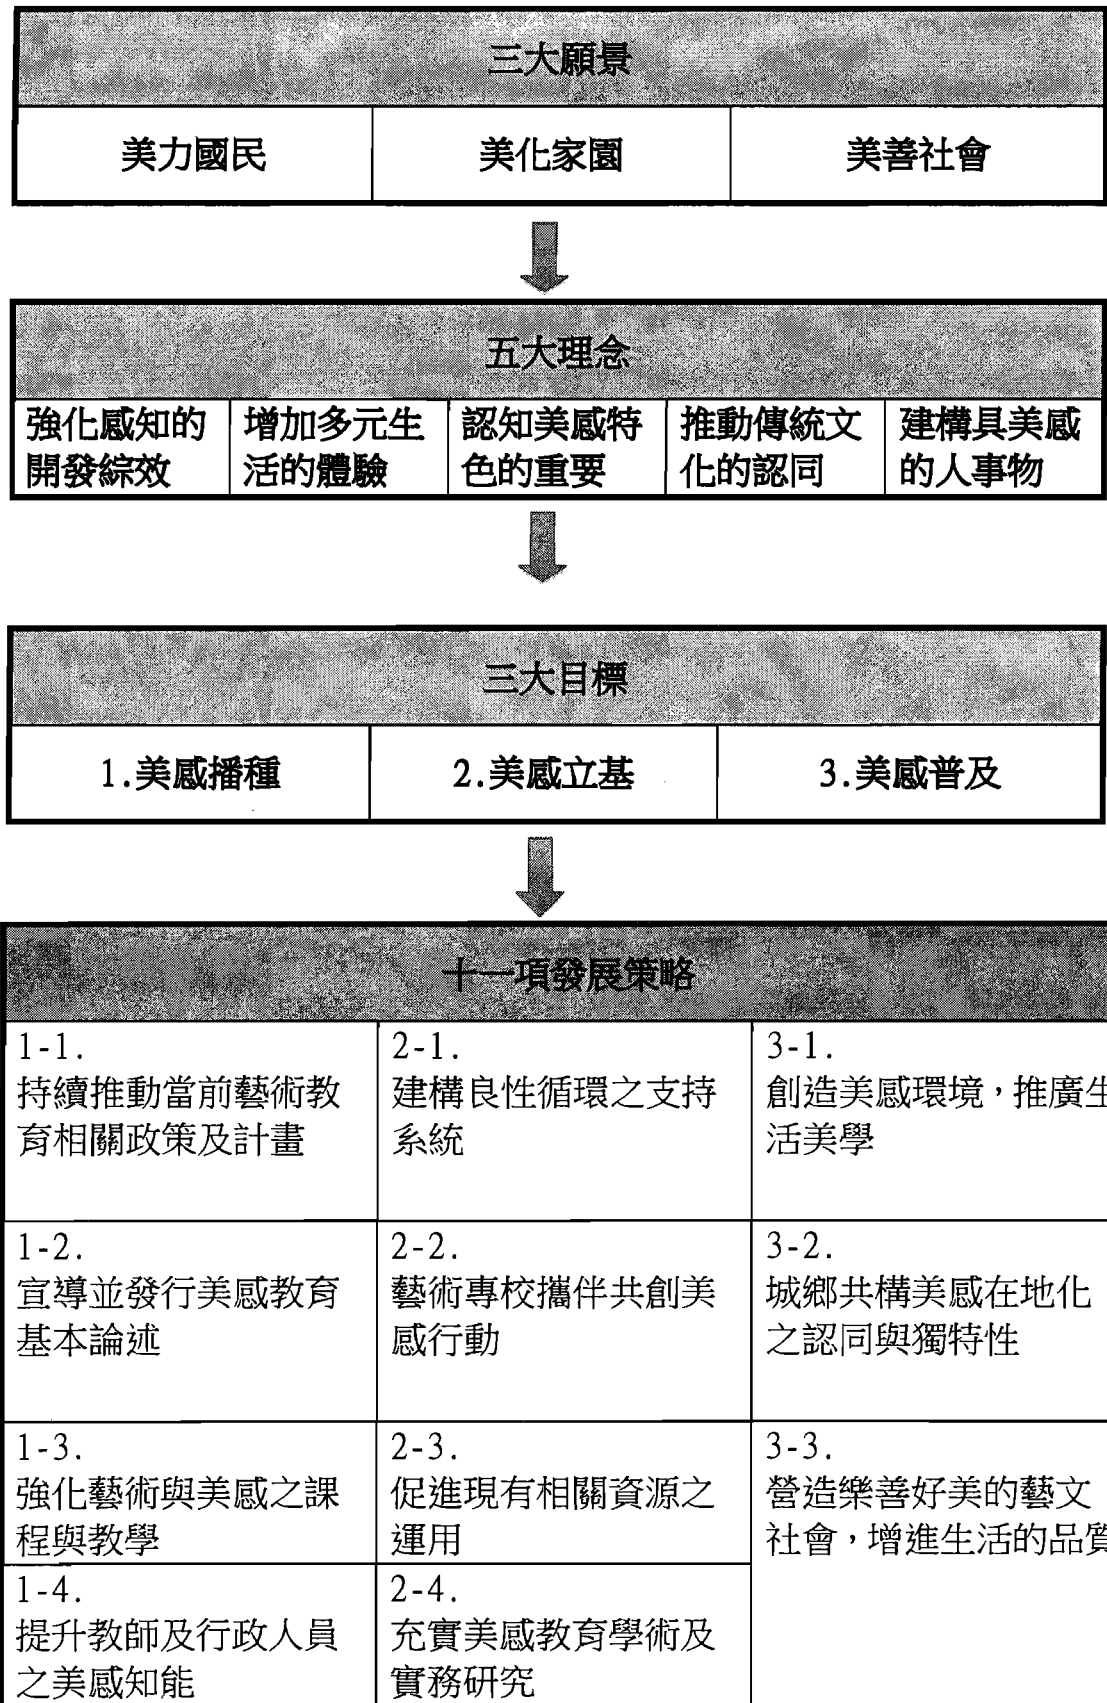 三大願景
美力國民 美化家園 美善社會
五大理念
強化感知的 增加多元生 認知美感特 推動傳統文 建構具美感
開發綜效 活的體驗 色的重要 化的認同 的人事物
三大目標
1.美感播種 2.美感立基 3.美感普及
十一項發展策略
1-1.
持續推動當前藝術教
育相關政策及計畫
2-1.
建構良性循環之支持
系統
3-1.
創造美感環境，推廣生
活美學
1-2.
宣導並發行美感教育
基本論述
2-2.
藝術專校攜伴共創美
感行動
3-2.
城鄉共構美感在地化
之認同與獨特性
1-3.
強化藝術與美感之課
程與教學
2-3.
促進現有相關資源之
運用
3-3.
營造樂善好美的藝文
社會，增進生活的品質
1-4.
提升教師及行政人員
之美感知能
2-4.
充實美感教育學術及
實務研究